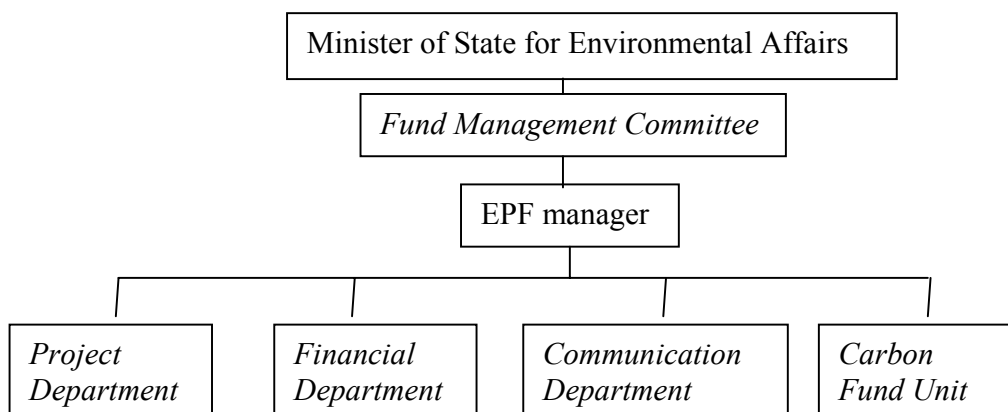 Minister of State for Environmental Affairs
Fund Management Committee
EPF manager
Project
Department
Financial
Department
Communication
Department
Carbon
Fund Unit